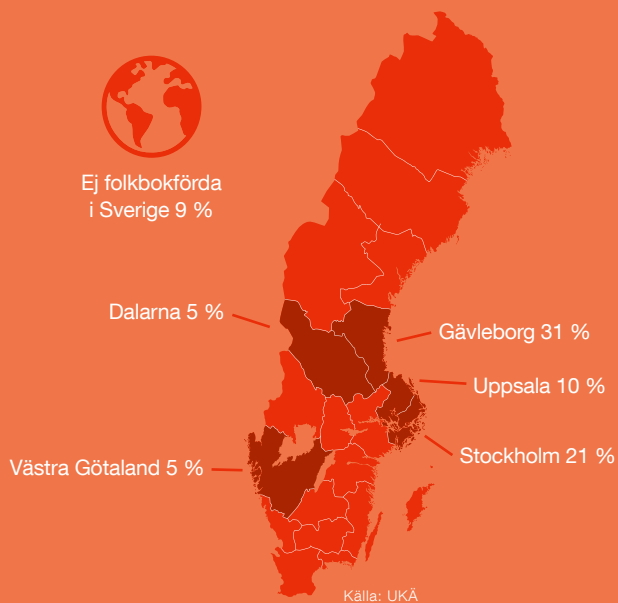 Ej folkbokförda
i Sverige 9 %
Dalarna 5 %
Gävleborg 31 %
Uppsala 10 %
Stockholm 21 %
Västra Götaland 5 %
Källa: UKÄ